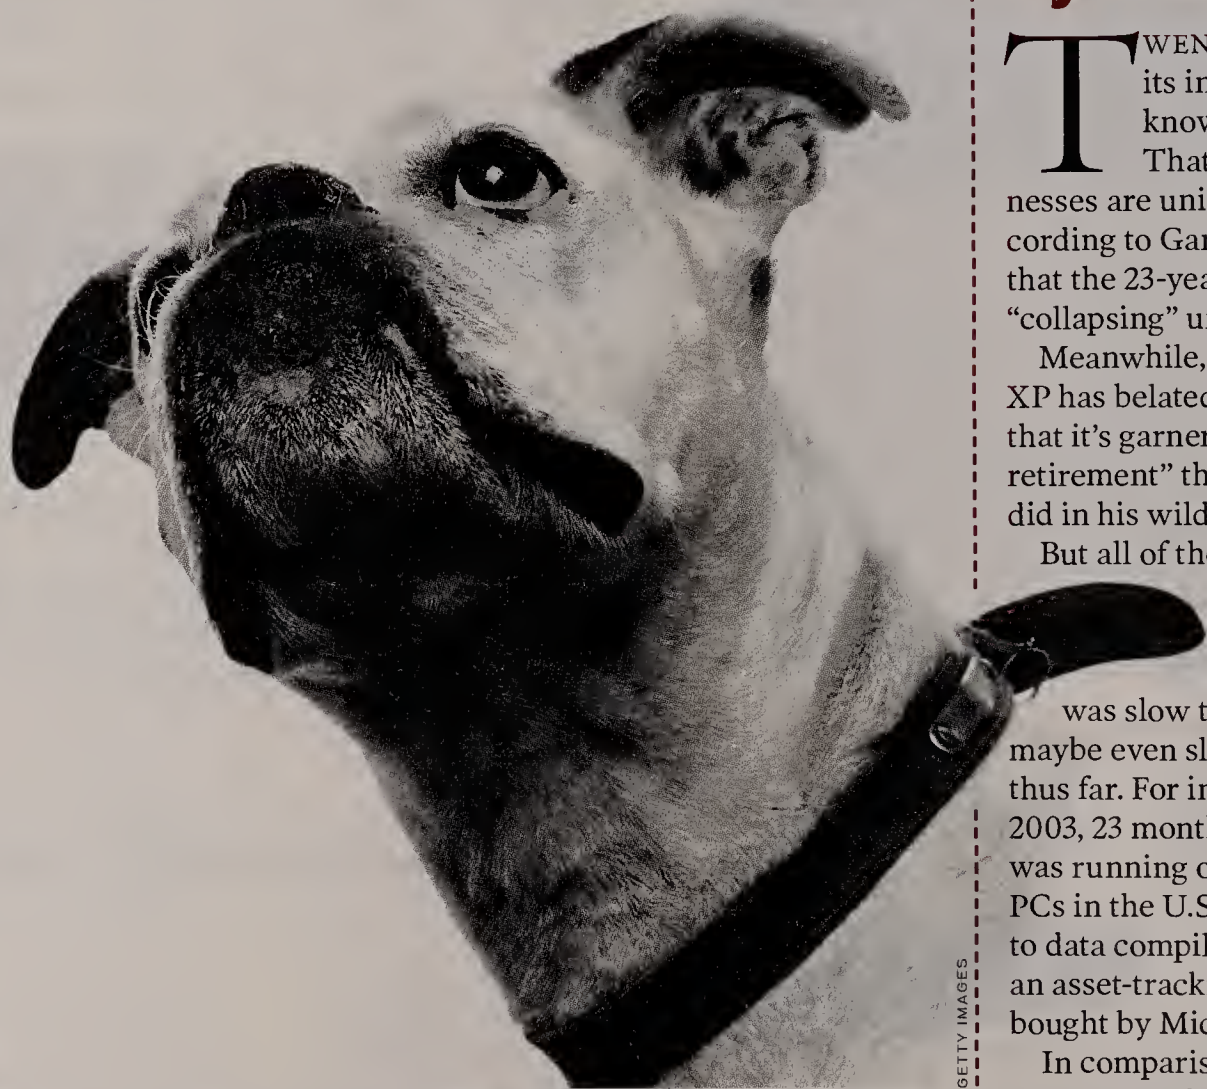 TWEN
its in
know
That
nesses are uni
cording to Gar
that the 23-yea
“collapsing” u
Meanwhile,
XP has belated
that it’s garner
retirement” th
did in his wild
But all of th
was slow t
maybe even sl
thus far. For in
2003, 23 mont
was running o
PCs in the U.S
to data compil
an asset-track
bought by Mic
In comparis
GETTY IMAGES